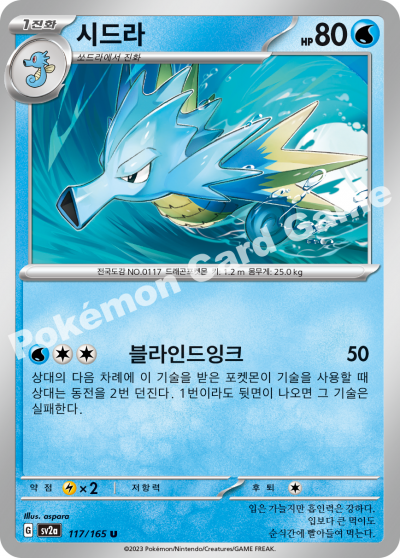 1진화
시드라
HP 80
쏘드라에서 진화
전국도감 NO.0117 드래곤포켓몬 키: 1.2 m 몸무게: 25.0 kg
Pokémon Card Game
블라인드잉크 50
상대의 다음 차례에 이 기술을 받은 포켓몬이 기술을 사용할 때
상대는 동전을 2번 던진다. 1번이라도 뒷면이 나오면 그 기술은
실패한다.
약점 ×2 저항력 후퇴
Illus. aspara
G sv2a 117/165 U
입은 가늘지만 흡인력은 강하다.
입보다 큰 먹이도
순식간에 빨아들여 먹는다.
©2023 Pokémon/Nintendo/Creatures/GAME FREAK.